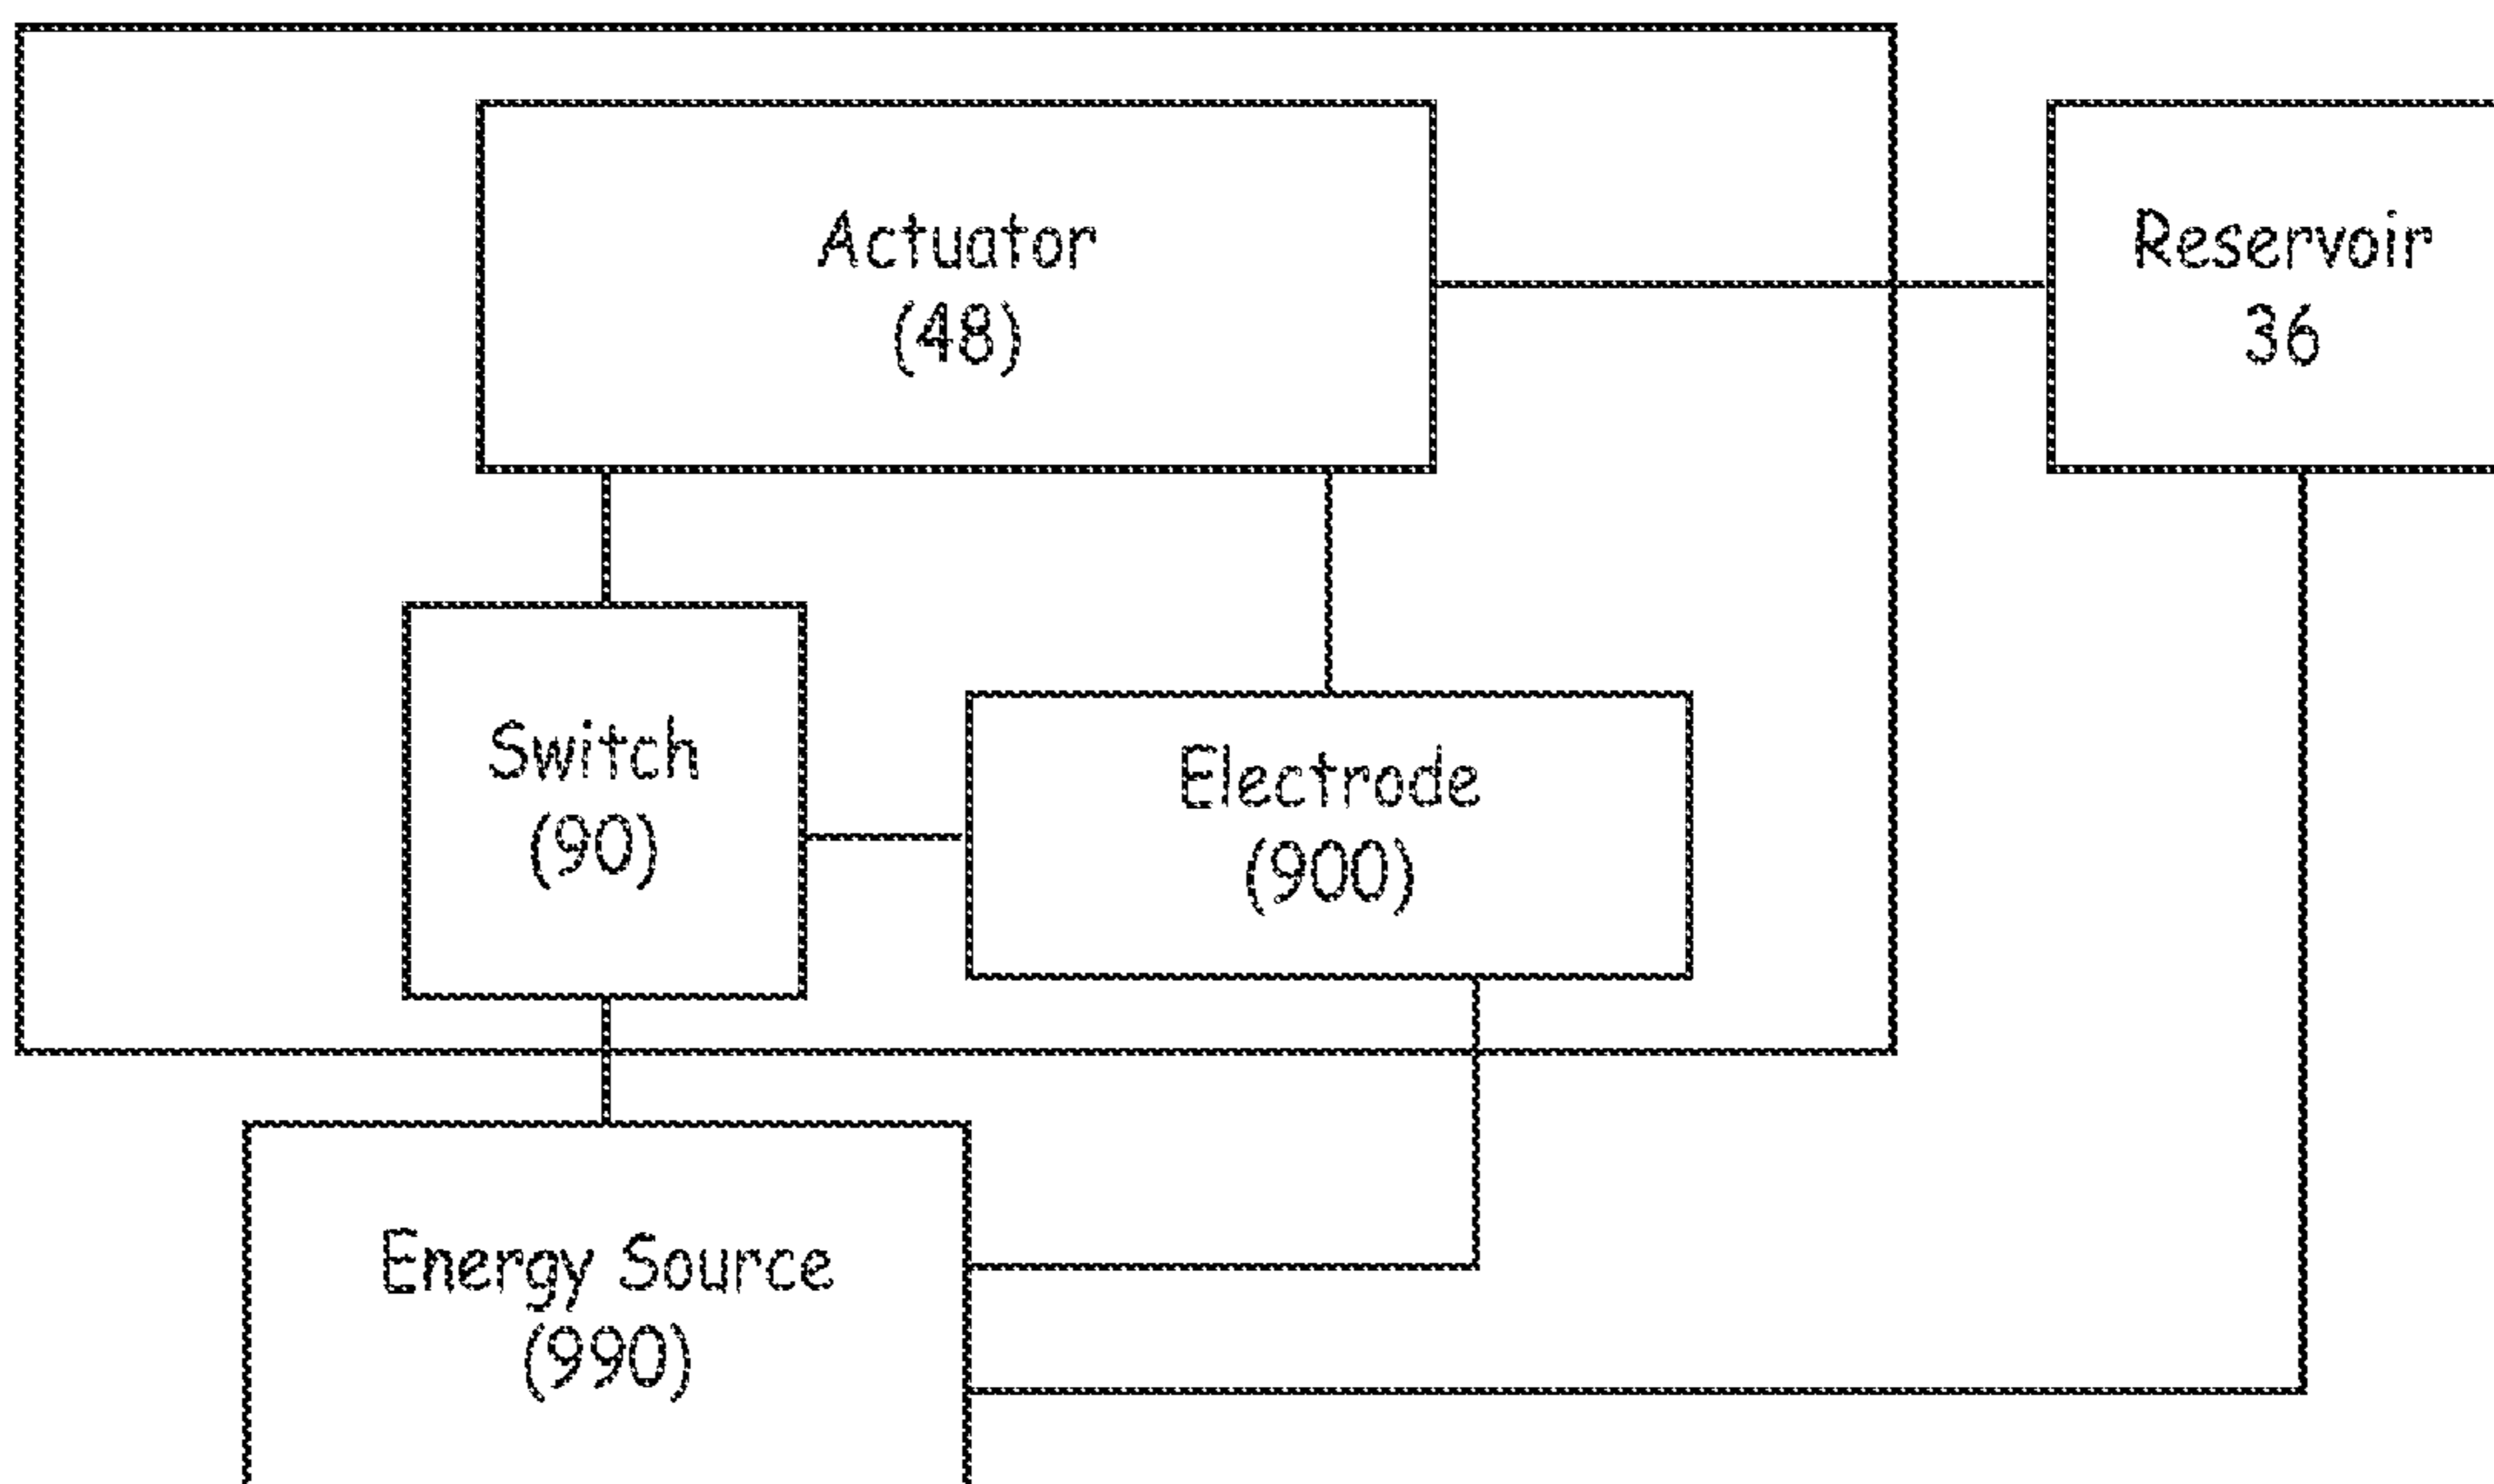 Actuator
(48)
Reservoir
36
Switch
(90)
Electrode
(900)
Energy Source
(990)